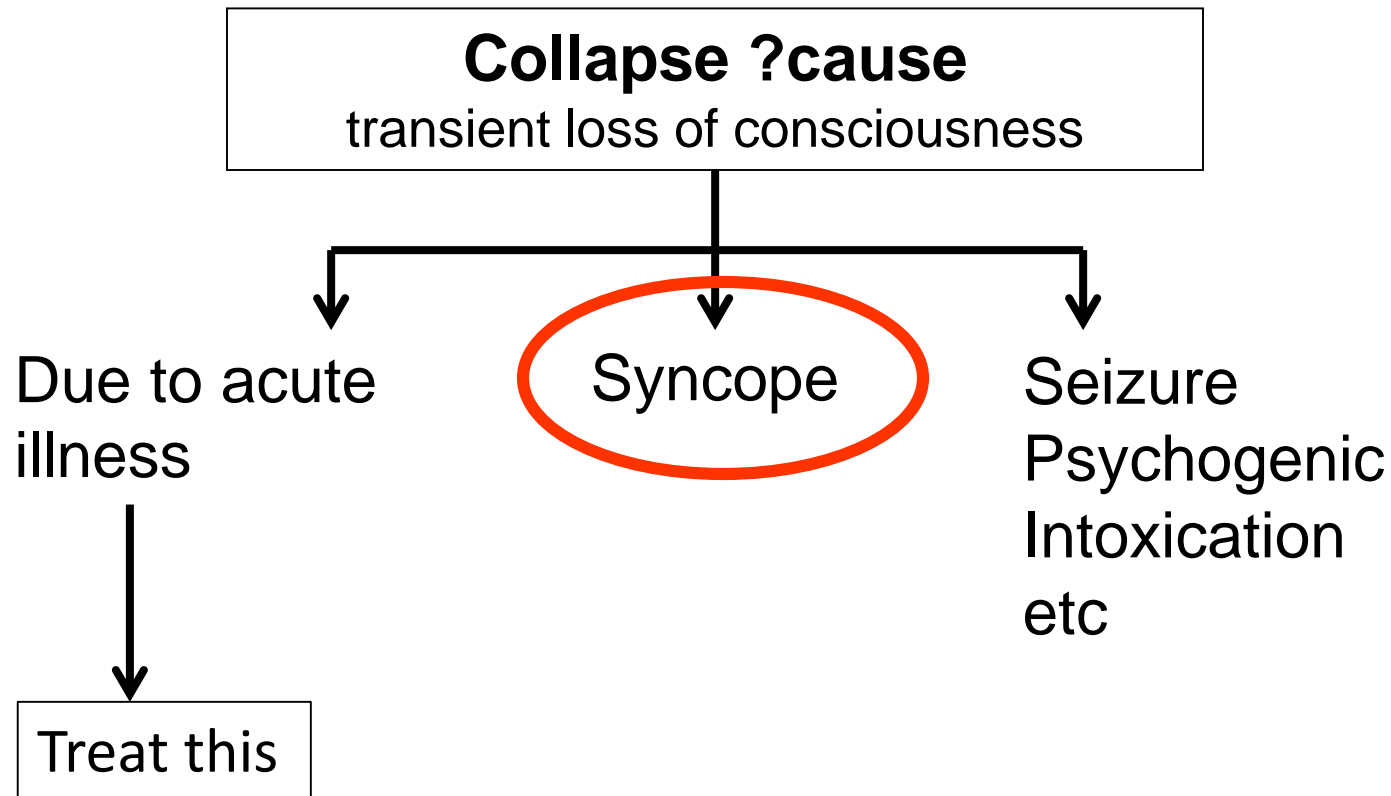 Collapse ?cause
transient loss of consciousness
Due to acute
illness
Syncope
Seizure
Psychogenic
Intoxication
etc
Treat this